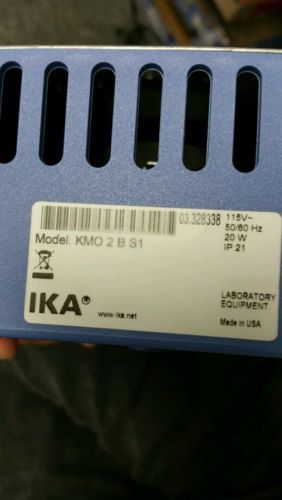 03.328338
115V~
50/60 Hz
20 W
IP 21
Model: KMO 2 B S1
IKA®
www.ika.net
LABORATORY
EQUIPMENT
Made in USA